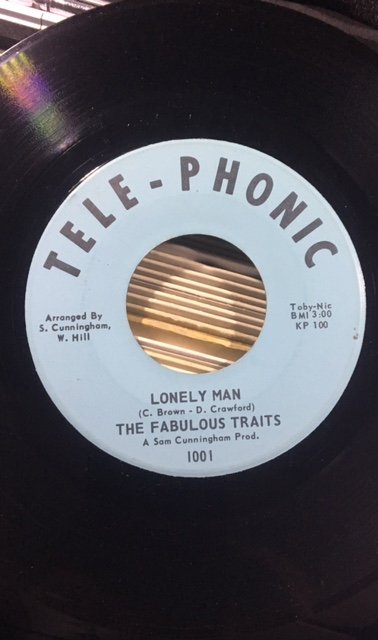 TELE-PHONIC
Arranged By
S. Cunningham,
W. Hill
Toby-Nic
BMI 3:00
KP 100
LONELY MAN
(C. Brown - D. Crawford)
THE FABULOUS TRAITS
A Sam Cunningham Prod.
1001